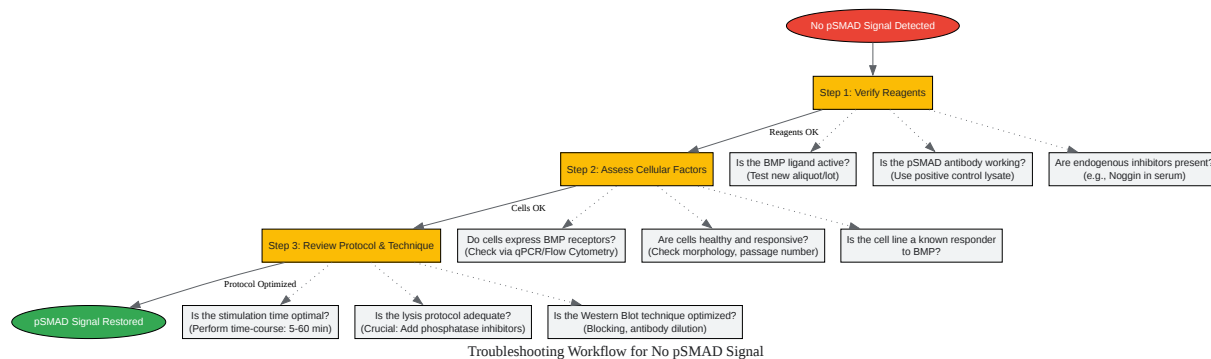 No pSMAD Signal Detected
Step 1: Verify Reagents
Reagents OK
Is the BMP ligand active?
(Test new aliquot/lot)
Is the pSMAD antibody working?
(Use positive control lysate)
Are endogenous inhibitors present?
(e.g., Noggin in serum)
Step 2: Assess Cellular Factors
Cells OK
Do cells express BMP receptors?
(Check via qPCR/Flow Cytometry)
Are cells healthy and responsive?
(Check morphology, passage number)
Is the cell line a known responder
to BMP?
Step 3: Review Protocol & Technique
Protocol Optimized
Is the stimulation time optimal?
(Perform time-course: 5-60 min)
Is the lysis protocol adequate?
(Crucial: Add phosphatase inhibitors)
Is the Western Blot technique optimized?
(Blocking, antibody dilution)
pSMAD Signal Restored
Troubleshooting Workflow for No pSMAD Signal